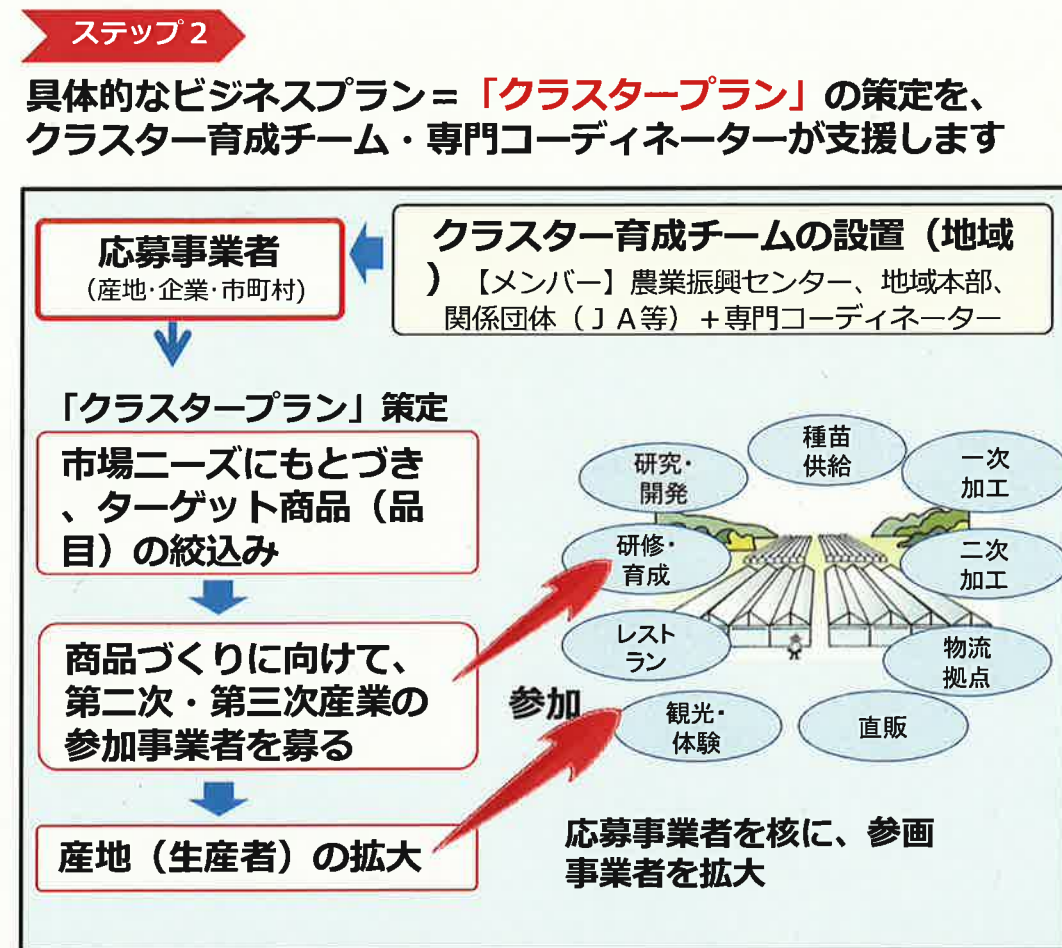 ステップ２
具体的なビジネスプラン＝「クラスタープラン」の策定を、
クラスター育成チーム・専門コーディネーターが支援します
応募事業者
(産地･企業･市町村)
クラスター育成チームの設置（地域
）【メンバー】農業振興センター、地域本部、
関係団体（ＪＡ等）＋専門コーディネーター
「クラスタープラン」策定
市場ニーズにもとづき
、ターゲット商品（品
目）の絞込み
商品づくりに向けて、
第二次・第三次産業の
参加事業者を募る
産地（生産者）の拡大
参加
種苗
供給
研究・
開発
一次
加工
研修・
育成
二次
加工
レスト
ラン
物流
拠点
観光・
体験
直販
応募事業者を核に、参画
事業者を拡大